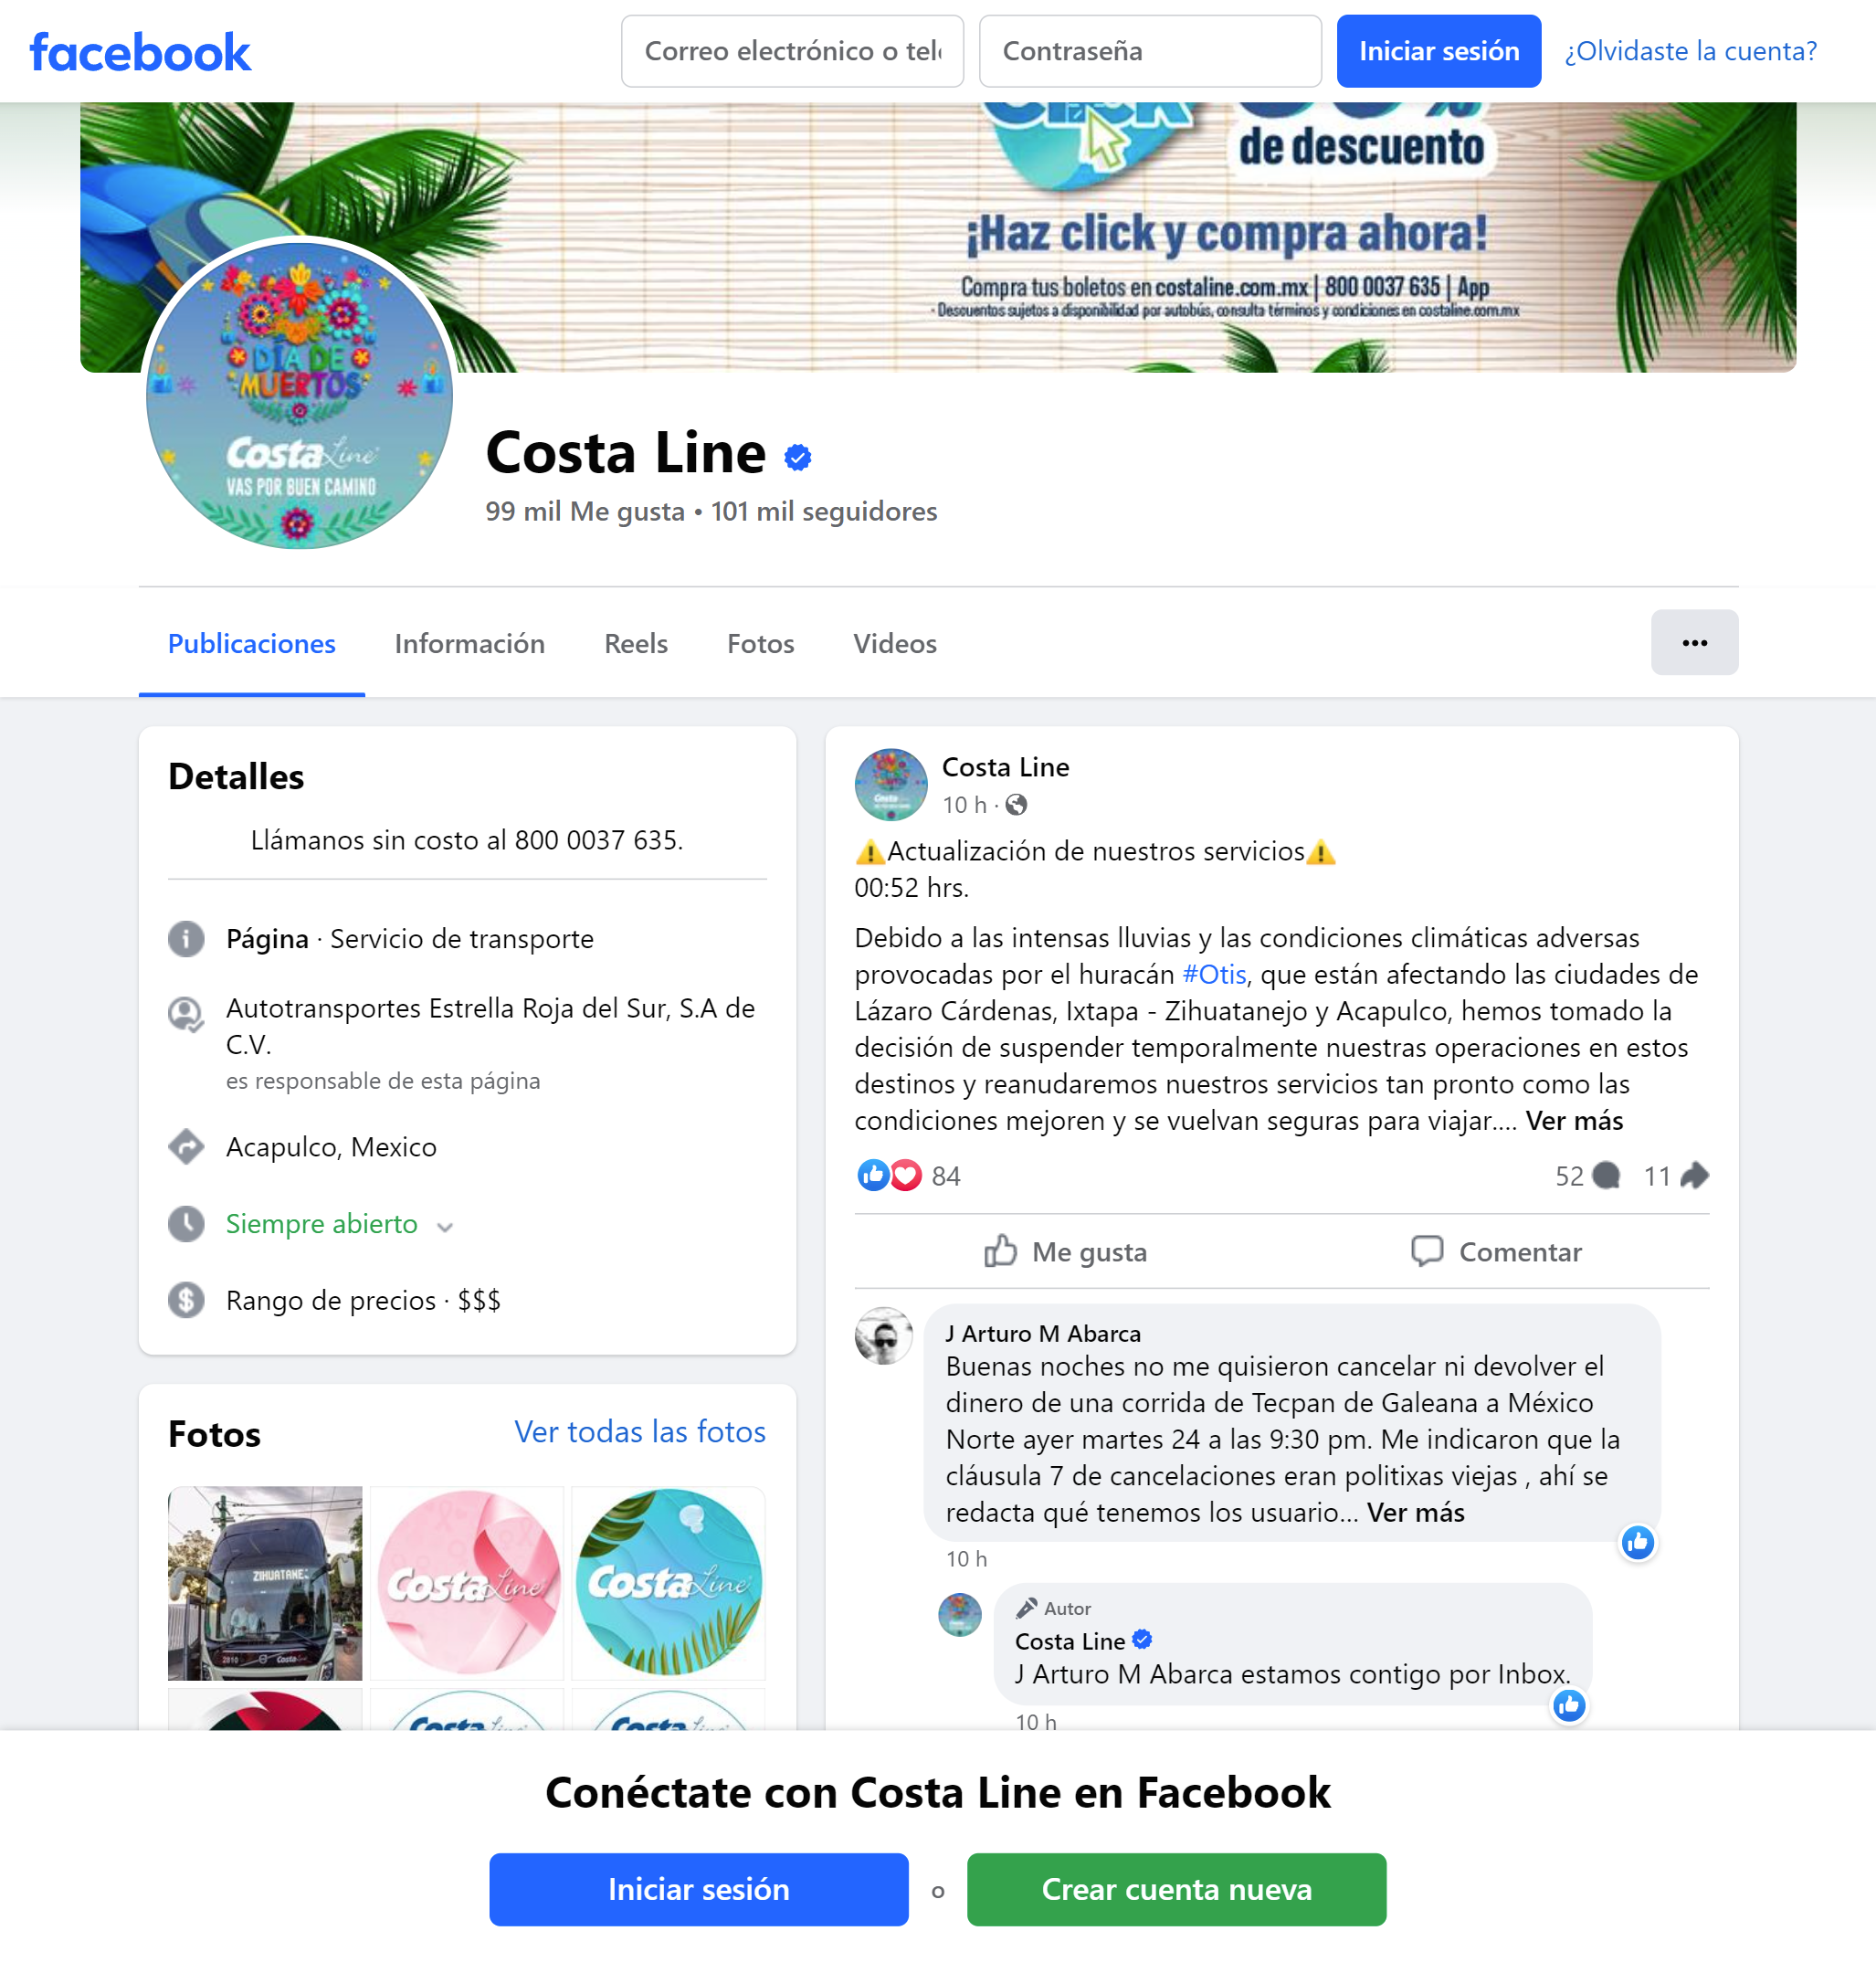 facebook
Correo electrónico o telé
Contraseña
Iniciar sesión
¿Olvidaste la cuenta?
CLICK
de descuento
¡Haz click y compra ahora!
Compra tus boletos en costaline.com.mx | 800 0037 635 | App
· Descuentos sujetos a disponibilidad por autobús, consulta términos y condiciones en costaline.com.mx
DÍA DE
MUERTOS
Costa Line
VAS POR BUEN CAMINO
Costa Line
99 mil Me gusta • 101 mil seguidores
Publicaciones
Información
Reels
Fotos
Videos
Detalles
Llámanos sin costo al 800 0037 635.
Página · Servicio de transporte
Autotransportes Estrella Roja del Sur, S.A de
C.V.
es responsable de esta página
Acapulco, Mexico
Siempre abierto
Rango de precios · $$$
Fotos
Ver todas las fotos
ZIHUATANE
2810
Costa
Costa Line
Costa Line
Costa Line
Costa Line
Costa Line
10 h ·
⚠️Actualización de nuestros servicios⚠️
00:52 hrs.
Debido a las intensas lluvias y las condiciones climáticas adversas
provocadas por el huracán #Otis, que están afectando las ciudades de
Lázaro Cárdenas, Ixtapa - Zihuatanejo y Acapulco, hemos tomado la
decisión de suspender temporalmente nuestras operaciones en estos
destinos y reanudaremos nuestros servicios tan pronto como las
condiciones mejoren y se vuelvan seguras para viajar.... Ver más
84
52
11
Me gusta
Comentar
J Arturo M Abarca
Buenas noches no me quisieron cancelar ni devolver el
dinero de una corrida de Tecpan de Galeana a México
Norte ayer martes 24 a las 9:30 pm. Me indicaron que la
cláusula 7 de cancelaciones eran politixas viejas , ahí se
redacta qué tenemos los usuario... Ver más
10 h
Autor
Costa Line
J Arturo M Abarca estamos contigo por Inbox.
10 h
Conéctate con Costa Line en Facebook
Iniciar sesión
o
Crear cuenta nueva